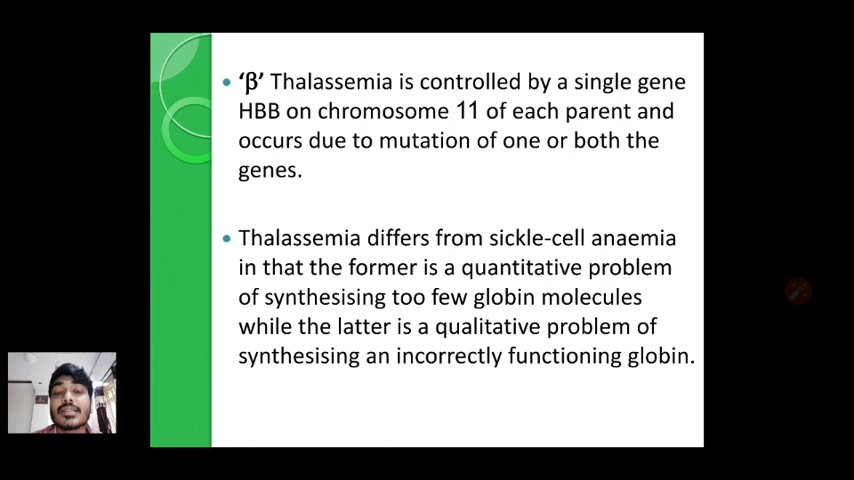 ‘β’ Thalassemia is controlled by a single gene
HBB on chromosome 11 of each parent and
occurs due to mutation of one or both the
genes.
Thalassemia differs from sickle-cell anaemia
in that the former is a quantitative problem
of synthesising too few globin molecules
while the latter is a qualitative problem of
synthesising an incorrectly functioning globin.